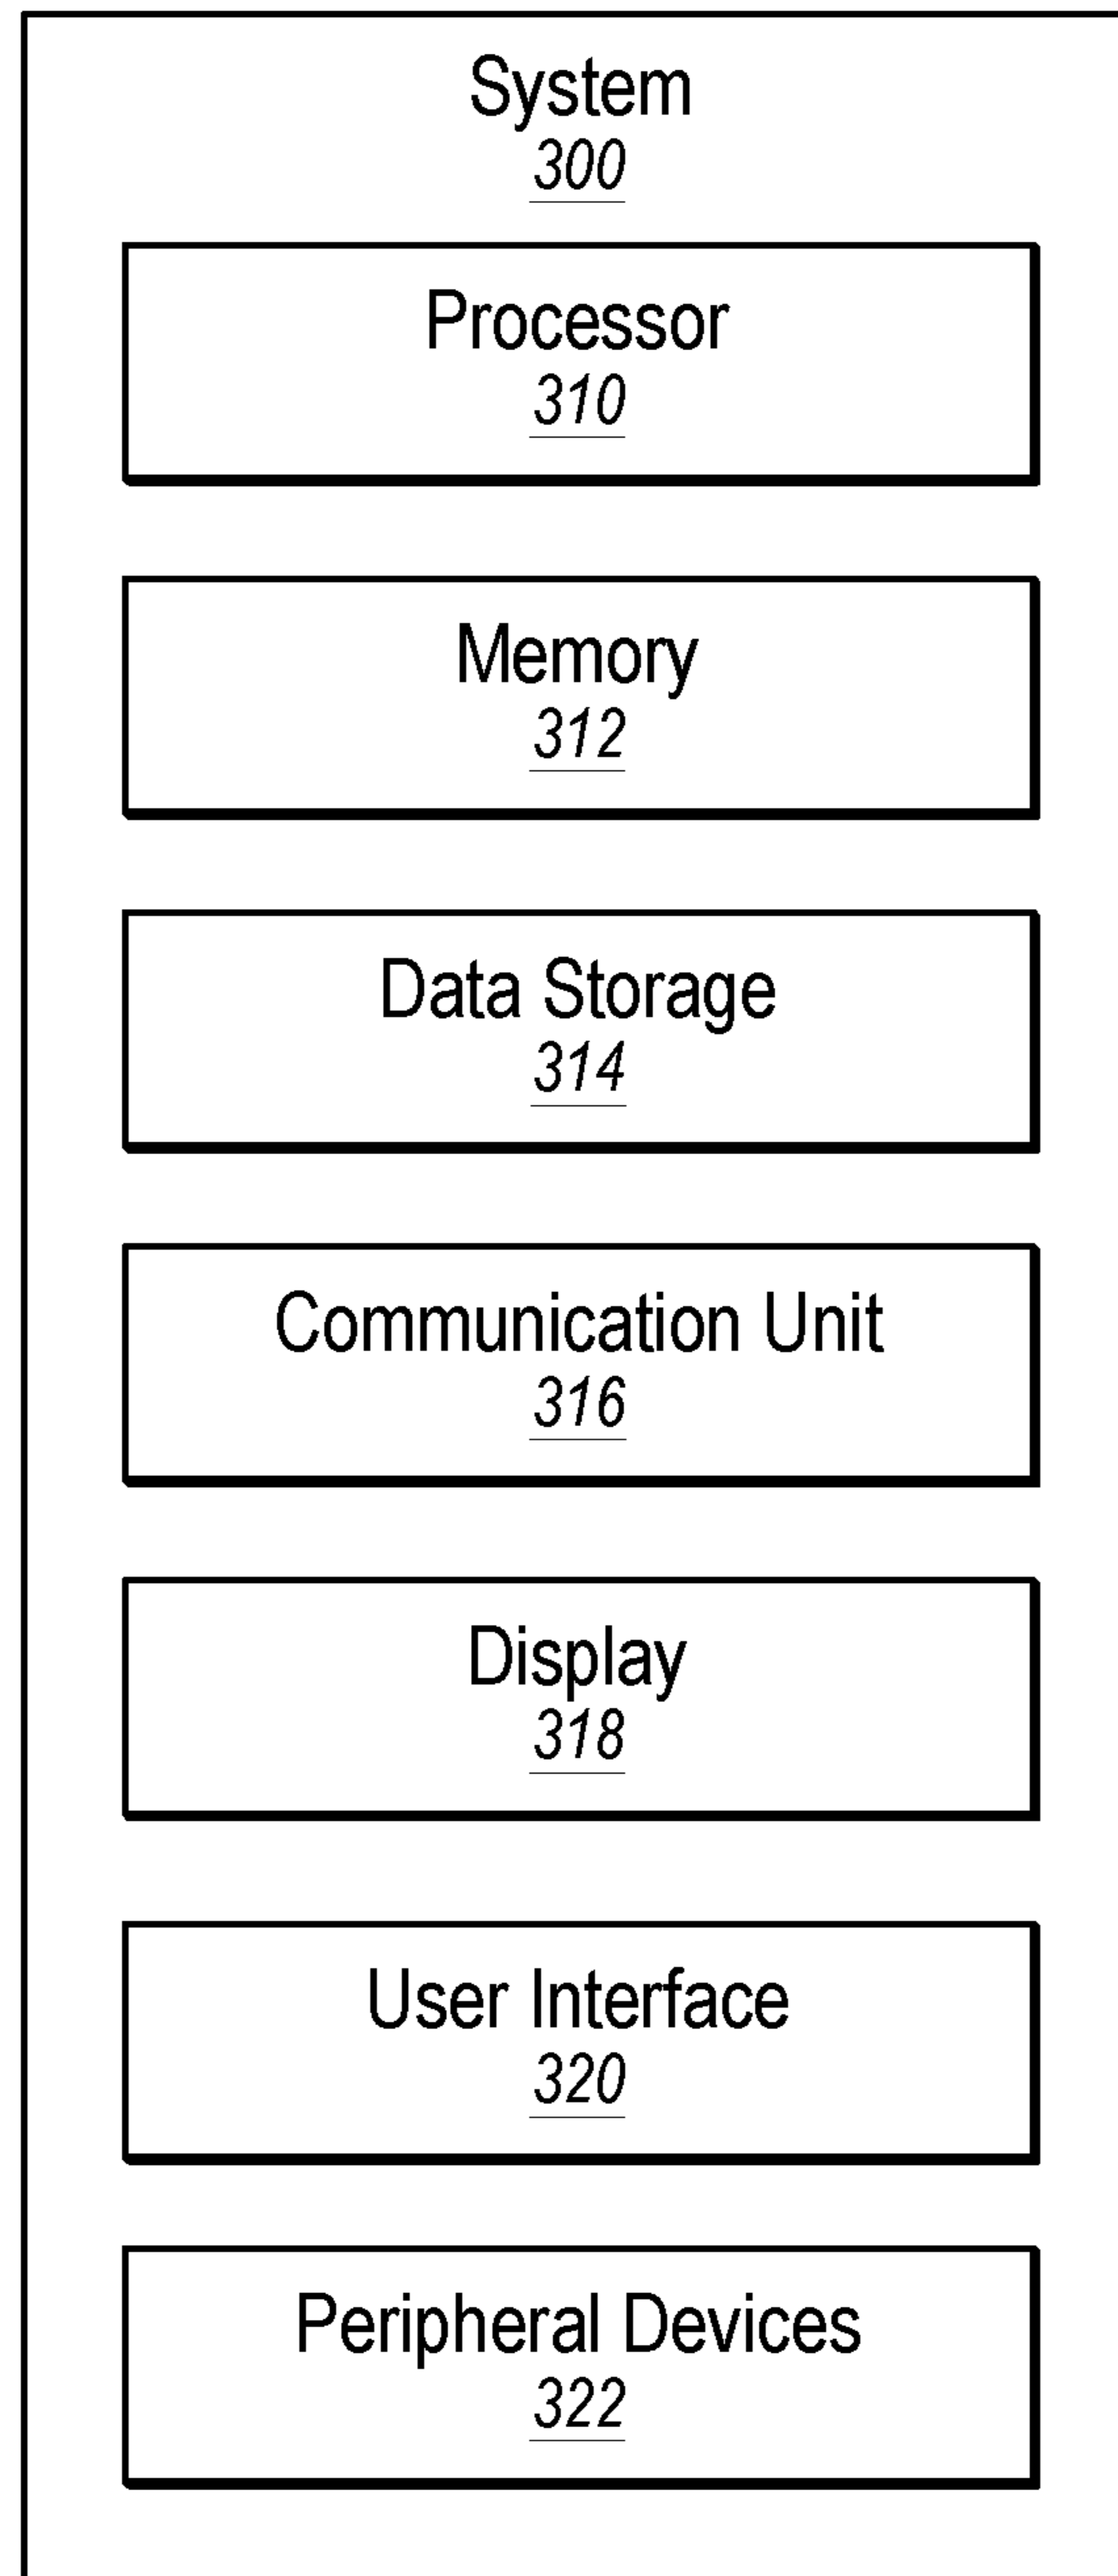 System
300
Processor
310
Memory
312
Data Storage
314
Communication Unit
316
Display
318
User Interface
320
Peripheral Devices
322